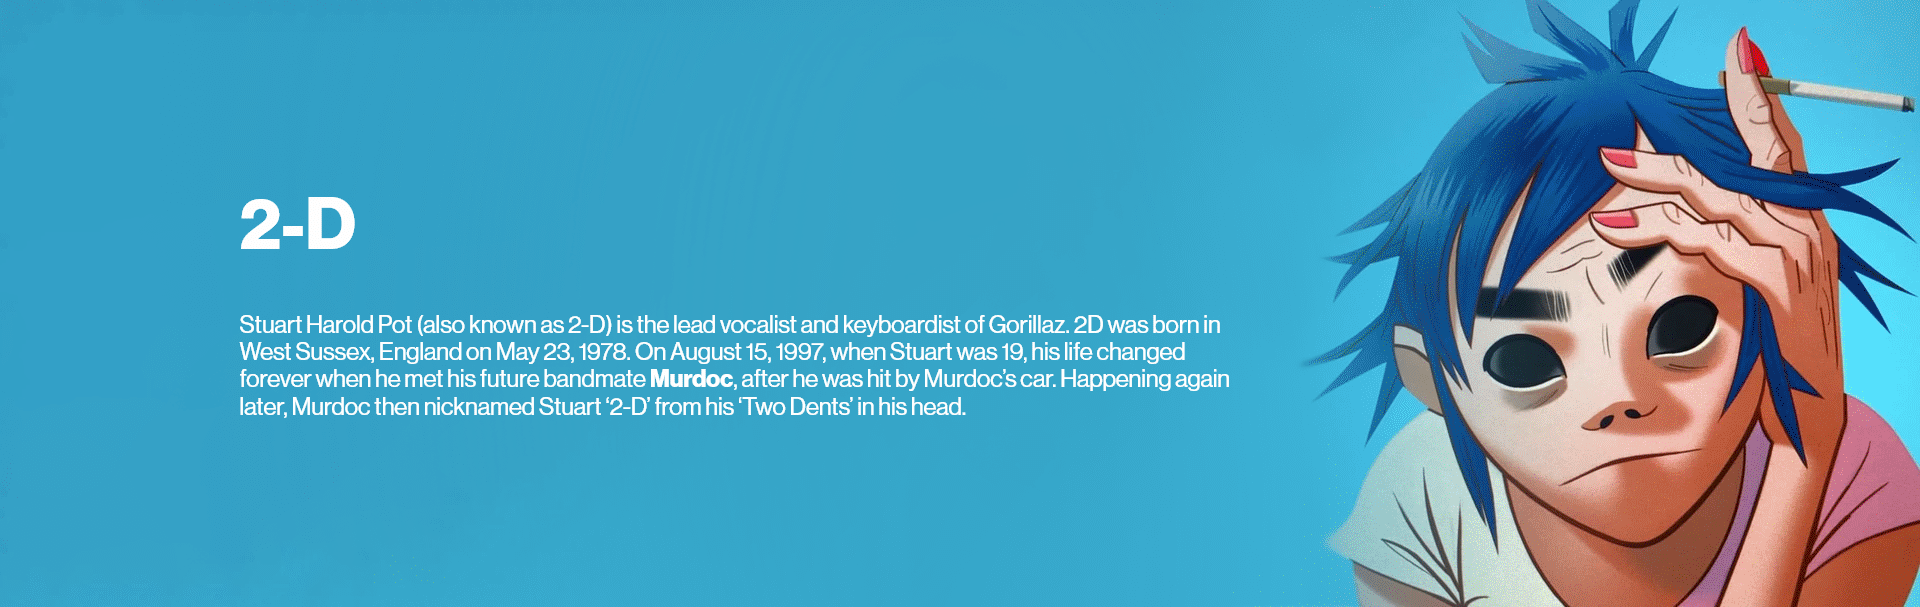 2-D
Stuart Harold Pot (also known as 2-D) is the lead vocalist and keyboardist of Gorillaz. 2D was born in
West Sussex, England on May 23, 1978. On August 15, 1997, when Stuart was 19, his life changed
forever when he met his future bandmate Murdoc, after he was hit by Murdoc’s car. Happening again
later, Murdoc then nicknamed Stuart ‘2-D’ from his ‘Two Dents’ in his head.